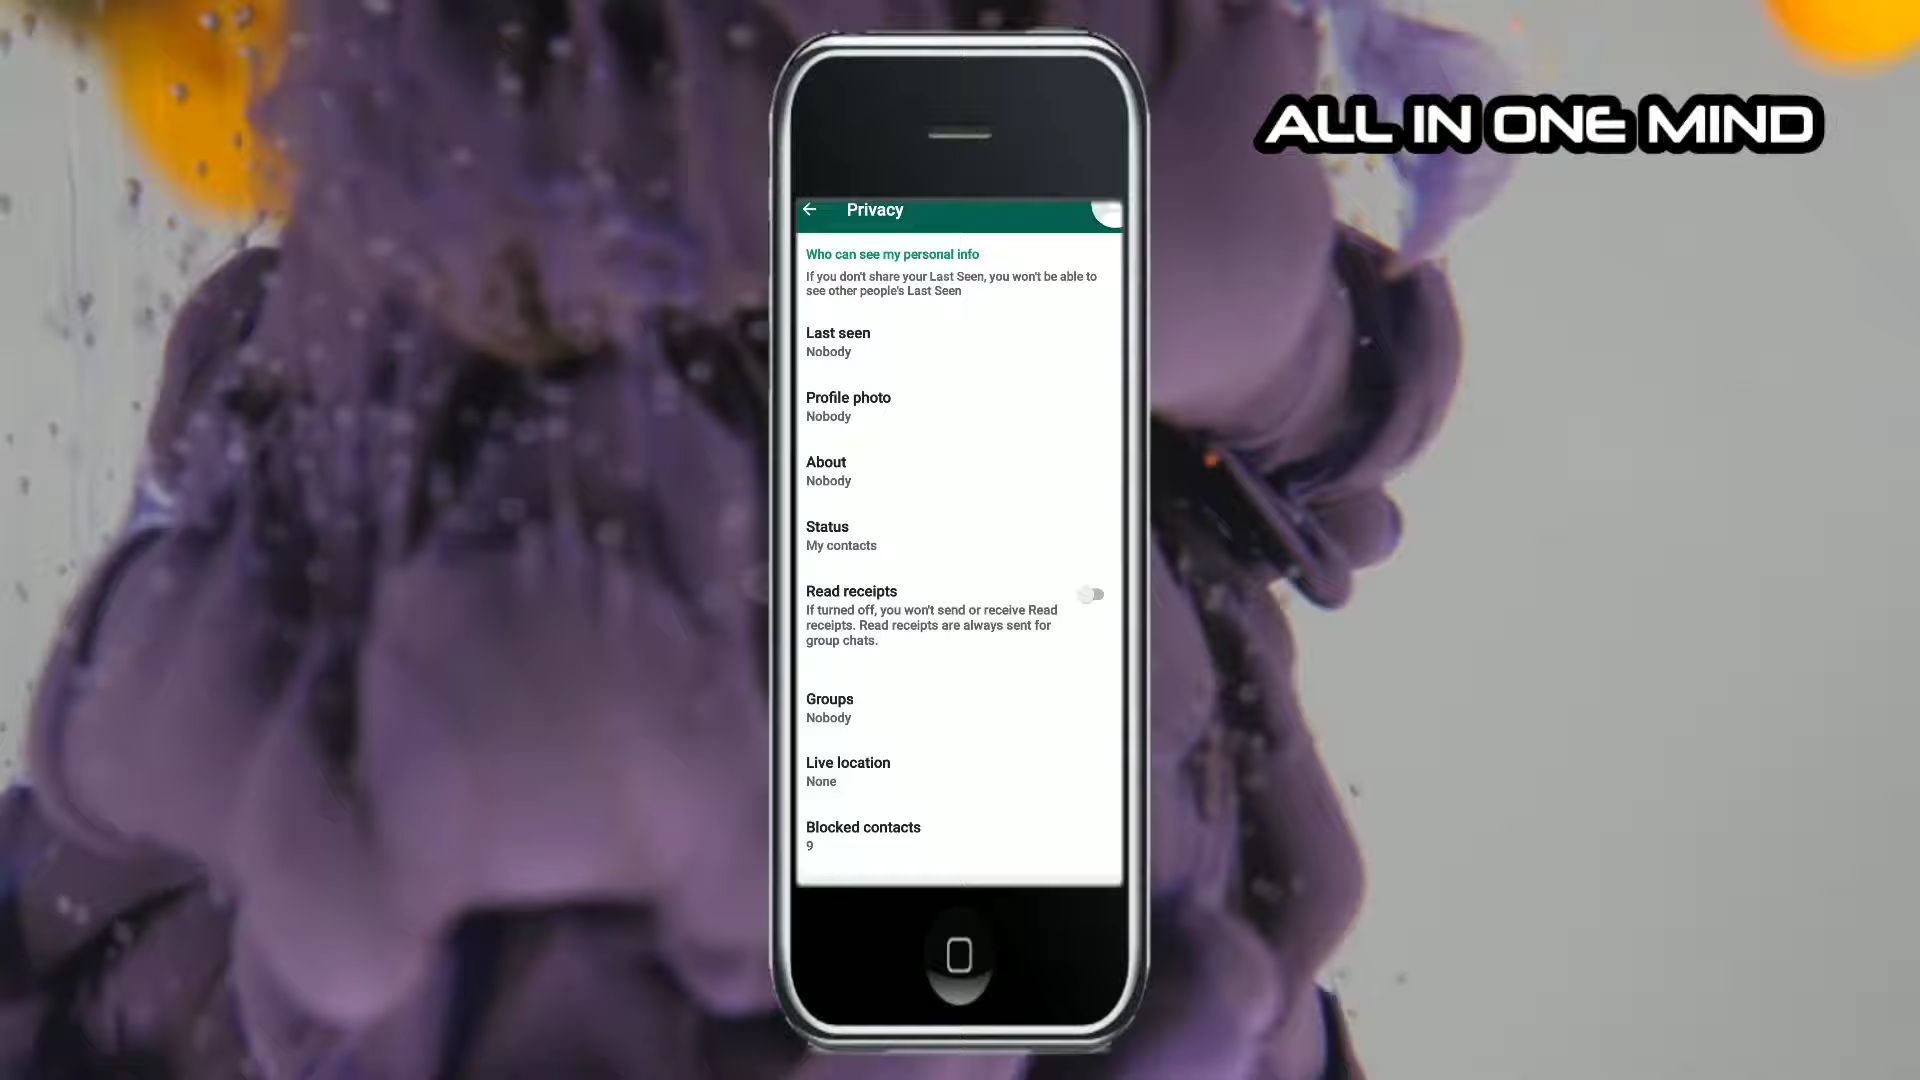 ALL IN ONE MIND
Privacy
Who can see my personal info
If you don't share your Last Seen, you won't be able to
see other people's Last Seen
Last seen
Nobody
Profile photo
Nobody
About
Nobody
Status
My contacts
Read receipts
If turned off, you won't send or receive Read
receipts. Read receipts are always sent for
group chats.
Groups
Nobody
Live location
None
Blocked contacts
9